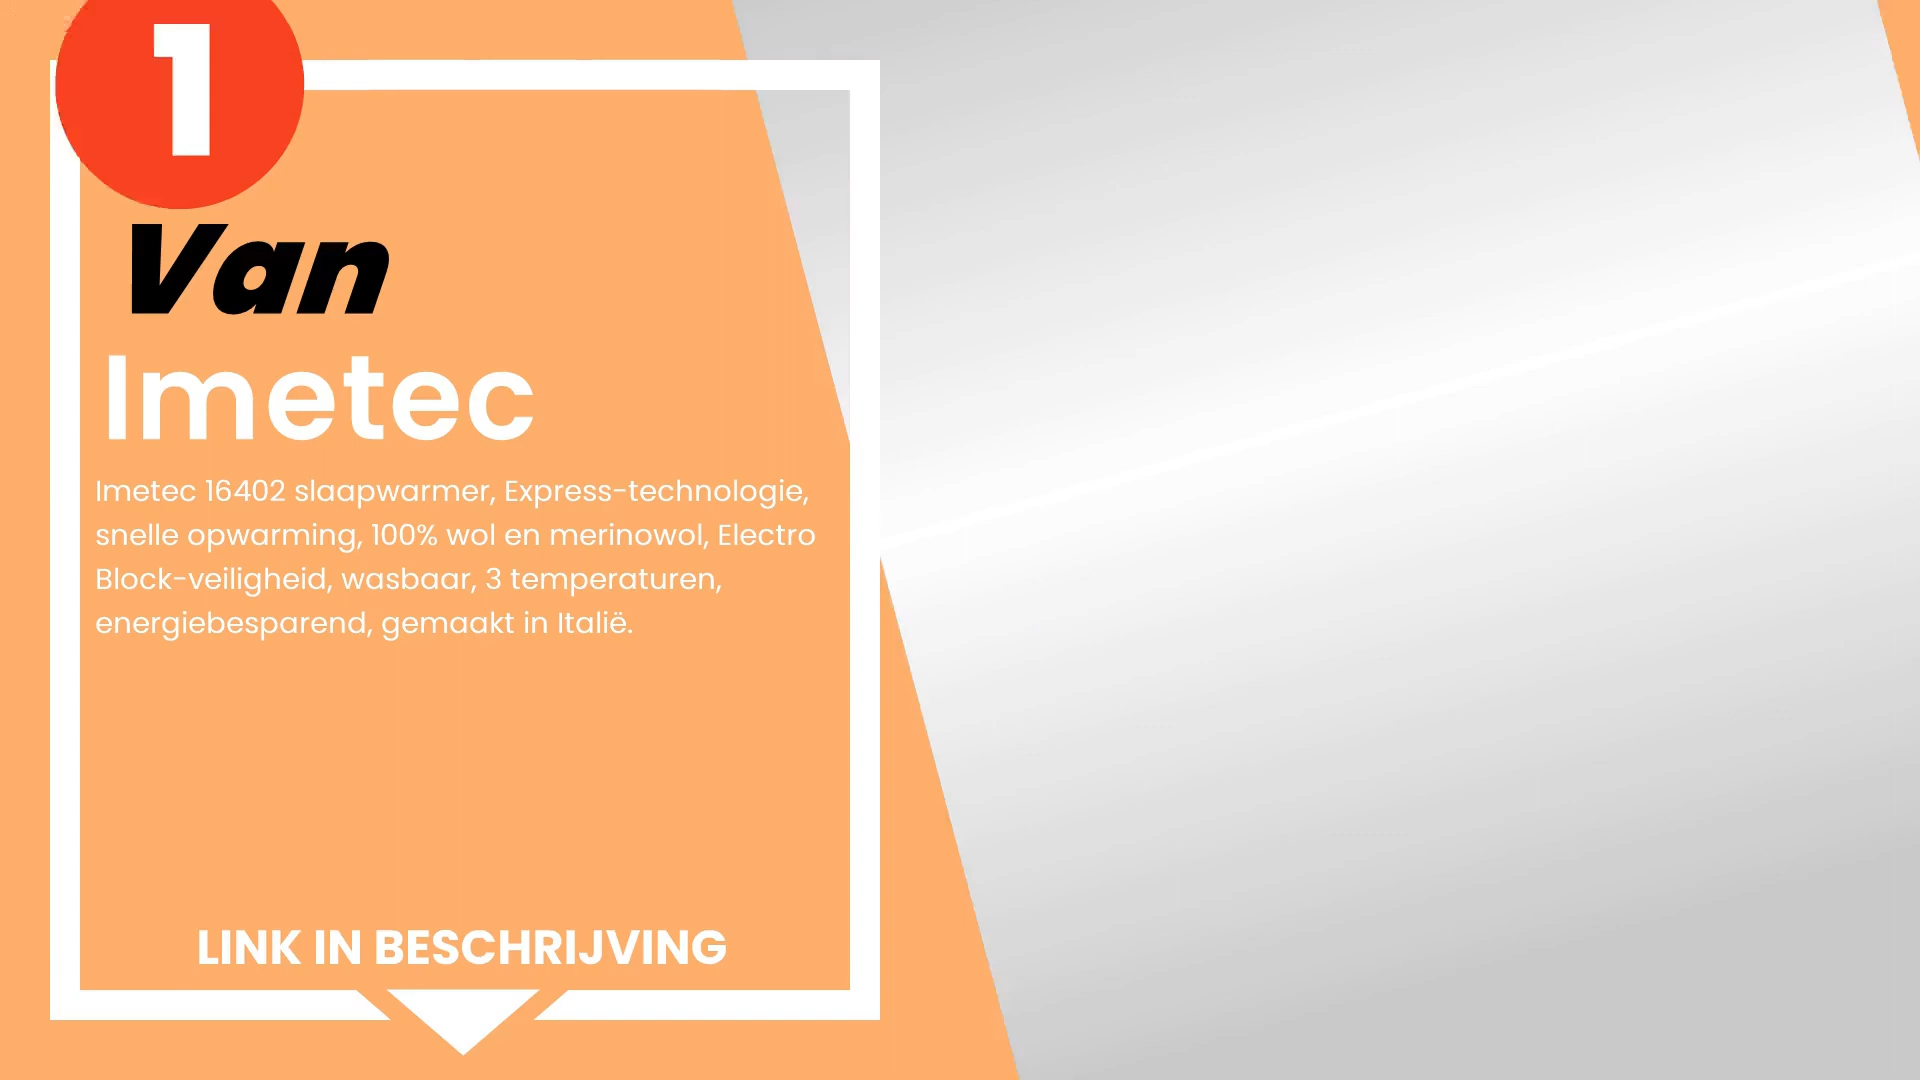 1
Van
Imetec
Imetec 16402 slaapwarmer, Express-technologie,
snelle opwarming, 100% wol en merinowol, Electro
Block-veiligheid, wasbaar, 3 temperaturen,
energiebesparend, gemaakt in Italië.
LINK IN BESCHRIJVING